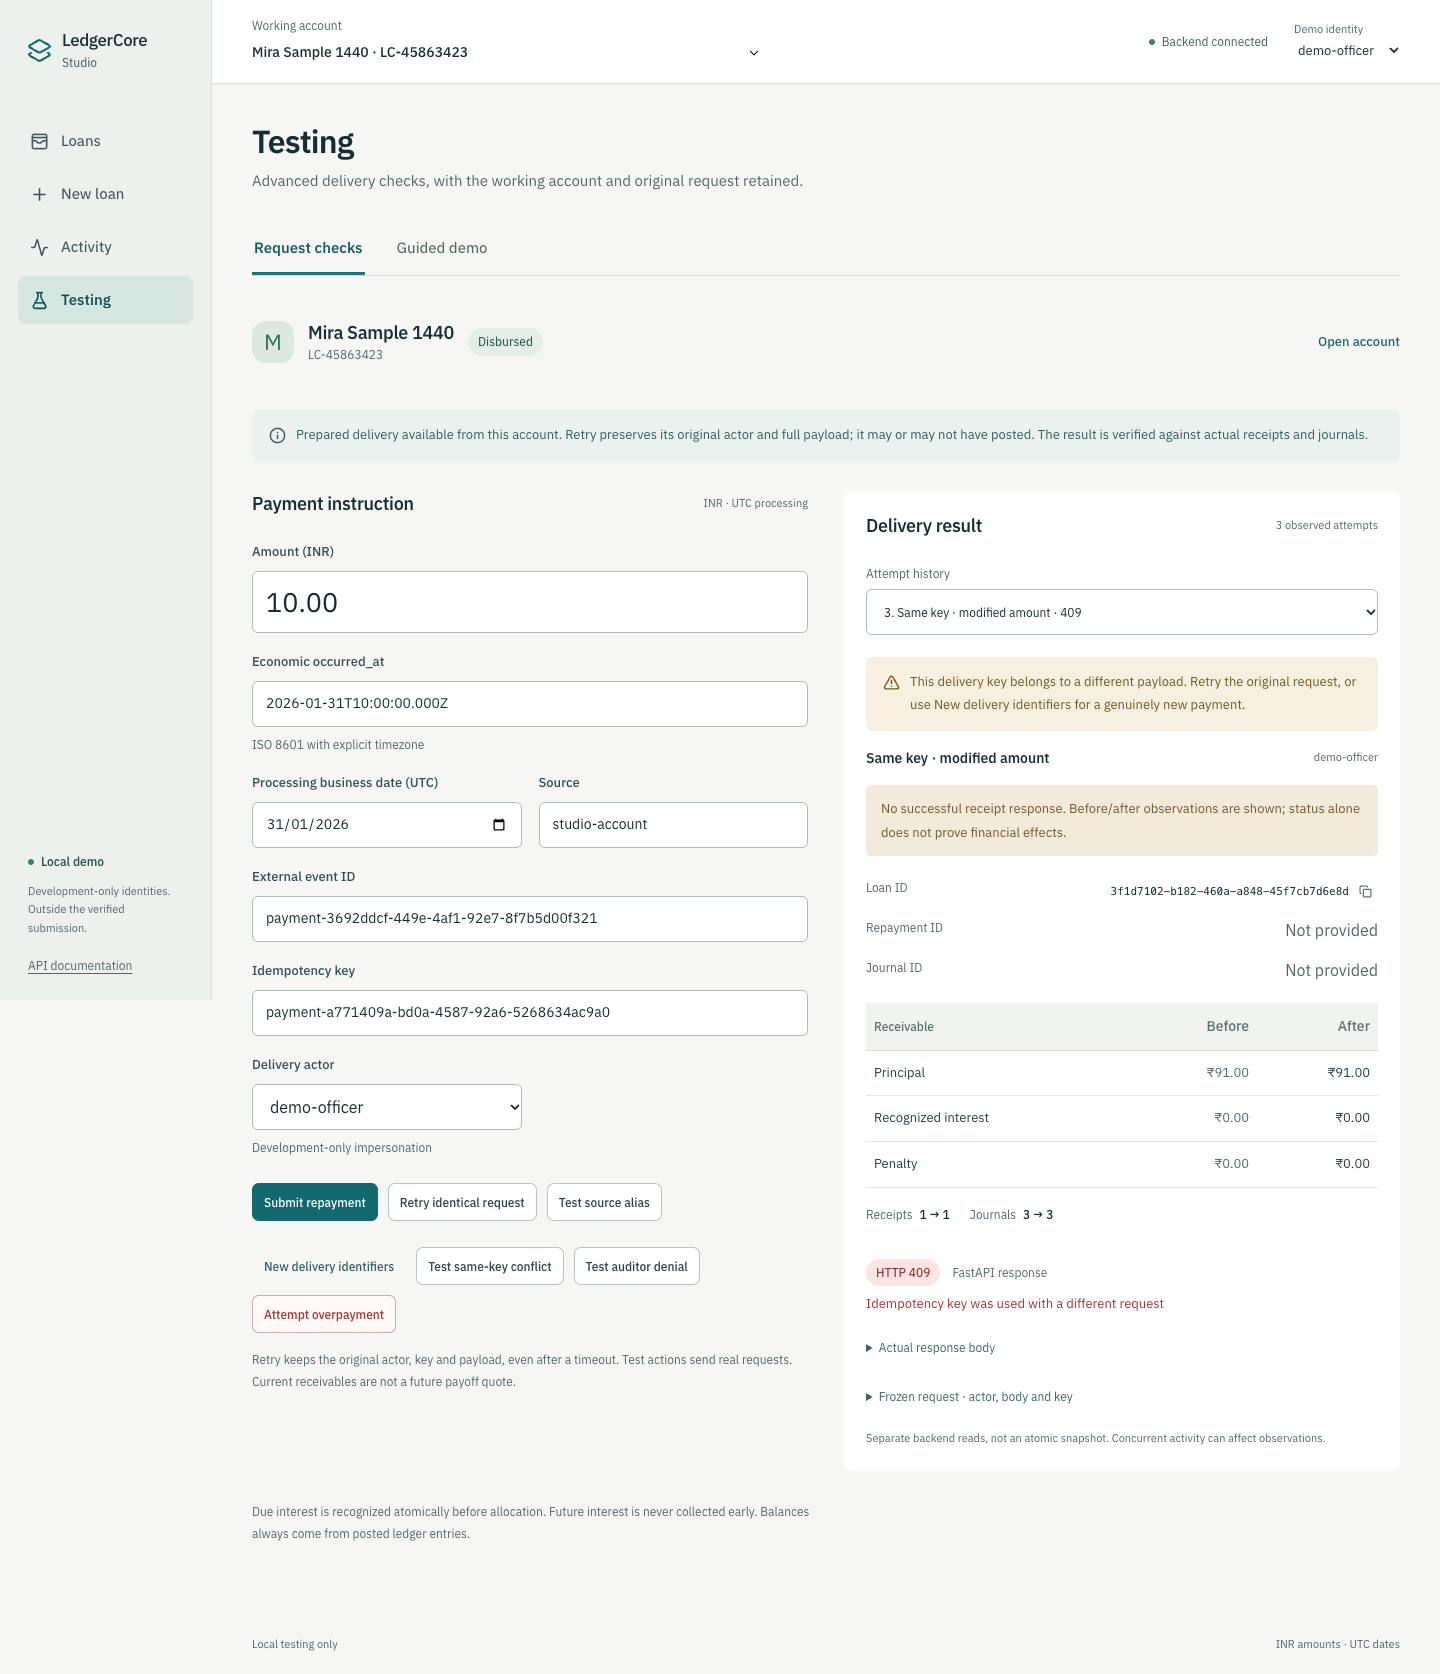 LedgerCore
Studio
Loans
New loan
Activity
Testing
Local demo
Development-only identities.
Outside the verified
submission.
API documentation
Working account
Mira Sample 1440 · LC-45863423
Backend connected
Demo identity
demo-officer
Testing
Advanced delivery checks, with the working account and original request retained.
Request checks
Guided demo
M
Mira Sample 1440
LC-45863423
Disbursed
Open account
Prepared delivery available from this account. Retry preserves its original actor and full payload; it may or may not have posted. The result is verified against actual receipts and journals.
Payment instruction
INR · UTC processing
Amount (INR)
10.00
Economic occurred_at
2026-01-31T10:00:00.000Z
ISO 8601 with explicit timezone
Processing business date (UTC)
Source
31/01/2026
studio-account
External event ID
payment-3692ddcf-449e-4af1-92e7-8f7b5d00f321
Idempotency key
payment-a771409a-bd0a-4587-92a6-5268634ac9a0
Delivery actor
demo-officer
Development-only impersonation
Submit repayment
Retry identical request
Test source alias
New delivery identifiers
Test same-key conflict
Test auditor denial
Attempt overpayment
Retry keeps the original actor, key and payload, even after a timeout. Test actions send real requests.
Current receivables are not a future payoff quote.
Delivery result
3 observed attempts
Attempt history
3. Same key · modified amount · 409
This delivery key belongs to a different payload. Retry the original request, or
use New delivery identifiers for a genuinely new payment.
Same key · modified amount
demo-officer
No successful receipt response. Before/after observations are shown; status alone
does not prove financial effects.
Loan ID
3f1d7102-b182-460a-a848-45f7cb7d6e8d
Repayment ID
Not provided
Journal ID
Not provided
Receivable Before After
Principal ₹91.00 ₹91.00
Recognized interest ₹0.00 ₹0.00
Penalty ₹0.00 ₹0.00
Receipts 1 → 1 Journals 3 → 3
HTTP 409 FastAPI response
Idempotency key was used with a different request
Actual response body
Frozen request · actor, body and key
Separate backend reads, not an atomic snapshot. Concurrent activity can affect observations.
Due interest is recognized atomically before allocation. Future interest is never collected early. Balances
always come from posted ledger entries.
Local testing only
INR amounts · UTC dates